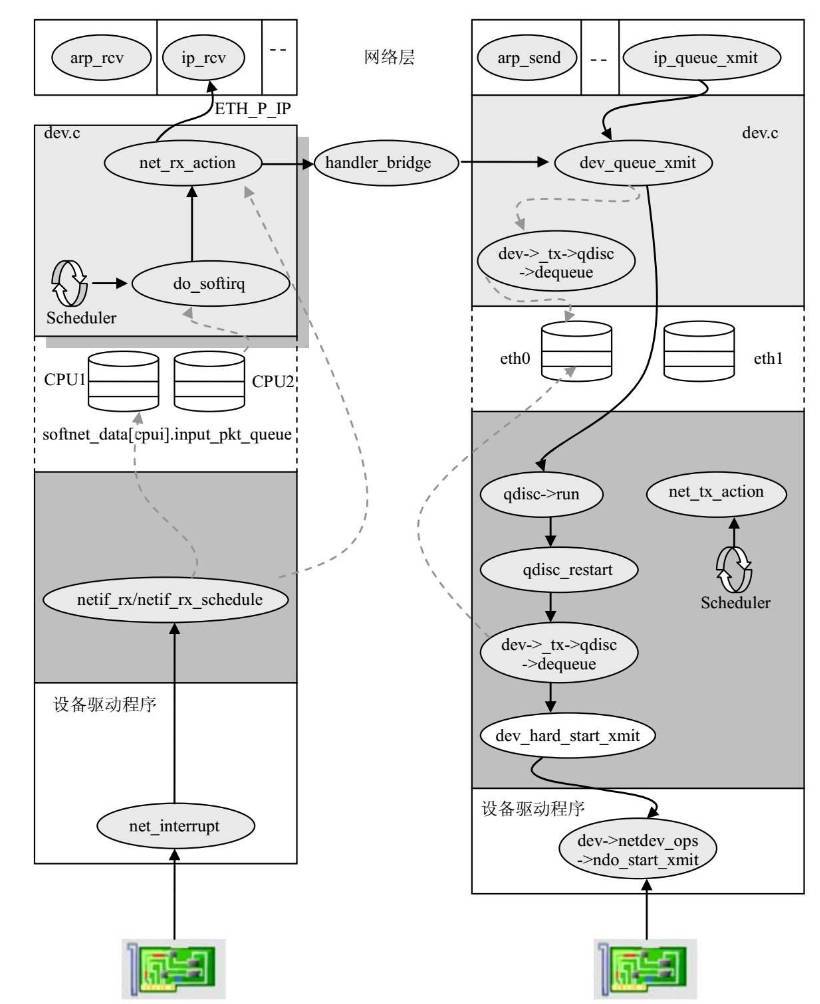 arp_rcv
ip_rcv
--
网络层
arp_send
--
ip_queue_xmit
ETH_P_IP
dev.c
dev.c
net_rx_action
handler_bridge
dev_queue_xmit
dev->_tx->qdisc
->dequeue
do_softirq
Scheduler
CPU1
CPU2
eth0
eth1
softnet_data[cpui].input_pkt_queue
qdisc->run
net_tx_action
qdisc_restart
netif_rx/netif_rx_schedule
Scheduler
dev->_tx->qdisc
->dequeue
设备驱动程序
dev_hard_start_xmit
设备驱动程序
net_interrupt
dev->netdev_ops
->ndo_start_xmit